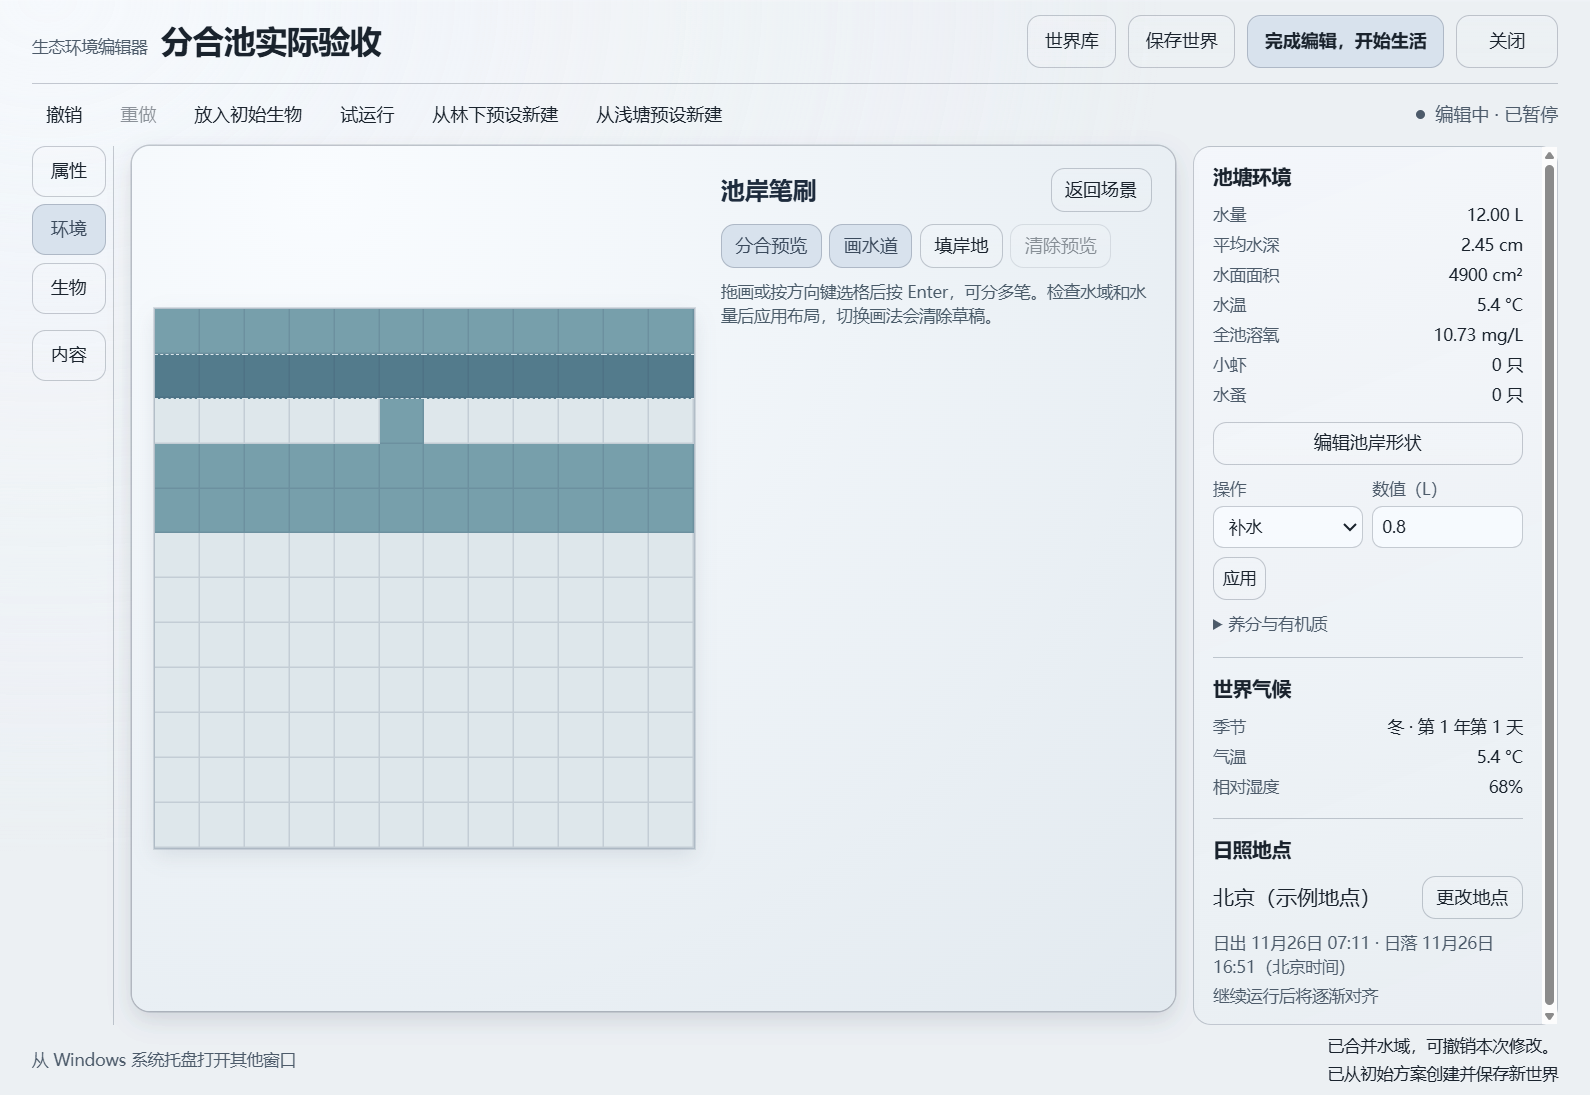 生态环境编辑器 分合池实际验收
世界库 保存世界 完成编辑，开始生活 关闭
撤销 重做 放入初始生物 试运行 从林下预设新建 从浅塘预设新建
编辑中 · 已暂停
属性
环境
生物
内容
池岸笔刷
返回场景
分合预览 画水道 填岸地 清除预览
拖画或按方向键选格后按 Enter，可分多笔。检查水域和水
量后应用布局，切换画法会清除草稿。
池塘环境
水量 12.00 L
平均水深 2.45 cm
水面面积 4900 cm²
水温 5.4 °C
全池溶氧 10.73 mg/L
小虾 0 只
水蚤 0 只
编辑池岸形状
操作 数值（L）
补水 0.8
应用
养分与有机质
世界气候
季节 冬 · 第 1 年第 1 天
气温 5.4 °C
相对湿度 68%
日照地点
北京（示例地点） 更改地点
日出 11月26日 07:11 · 日落 11月26日
16:51（北京时间）
继续运行后将逐渐对齐
从 Windows 系统托盘打开其他窗口
已合并水域，可撤销本次修改。
已从初始方案创建并保存新世界